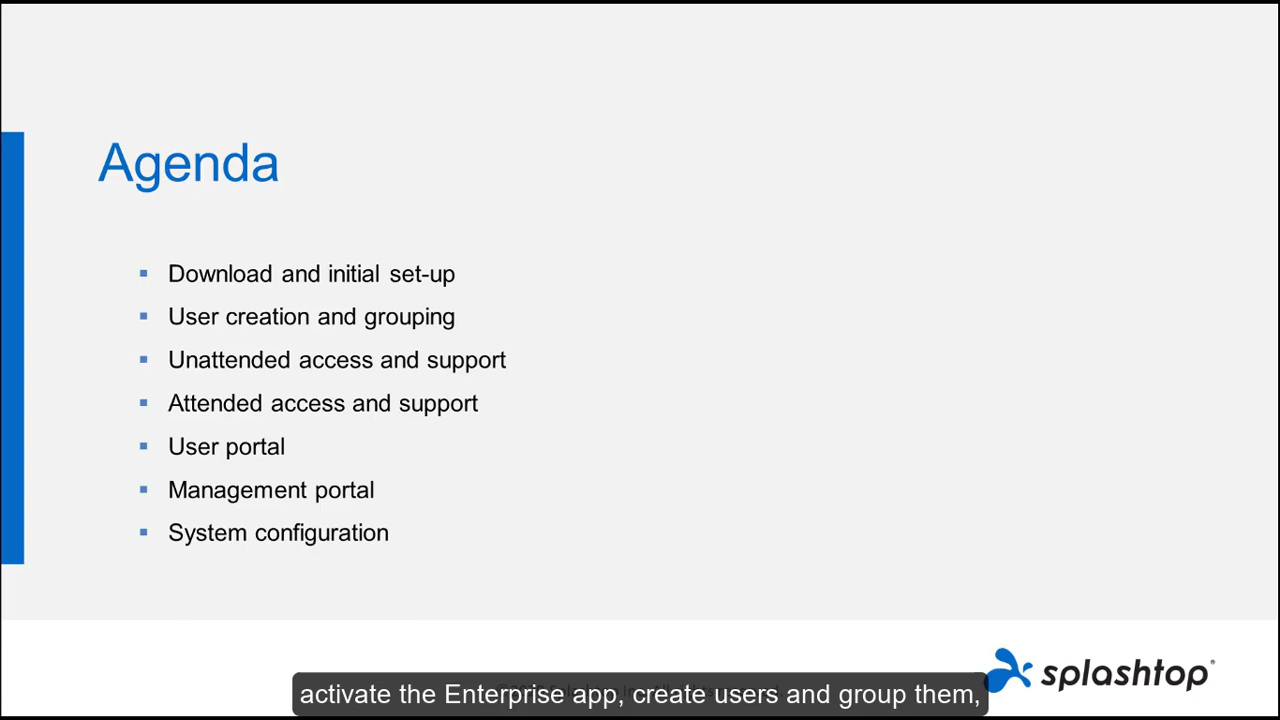 Agenda
Download and initial set-up
User creation and grouping
Unattended access and support
Attended access and support
User portal
Management portal
System configuration
splashtop®
activate the Enterprise app, create users and group them,